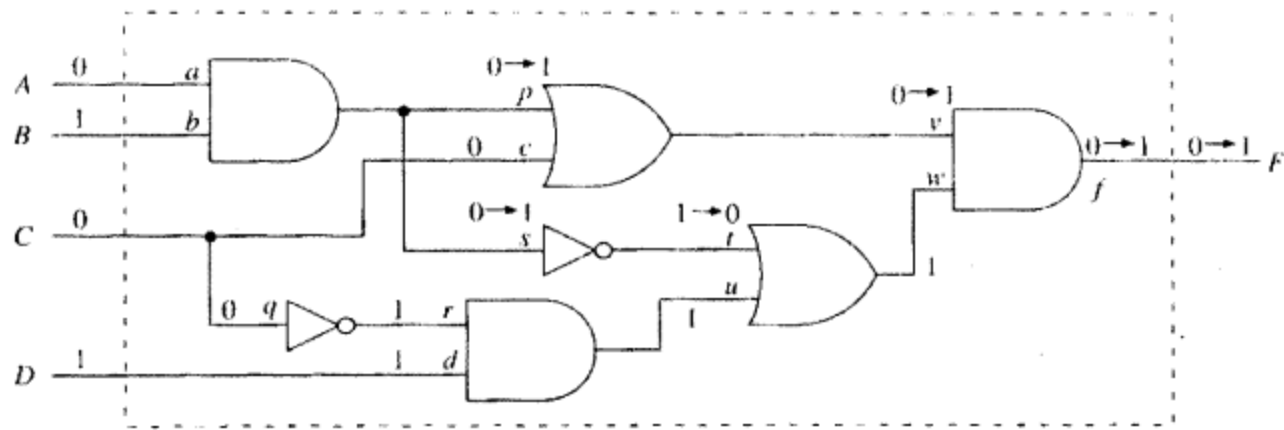 0 → 1
A 0 a
0 → 1 p
B 1 b
v
0 → 1 0 → 1 F
0 c
w
f
0 → 1 1 → 0
C 0
s t
1
u
0 q 1 r
1
D 1 1 d